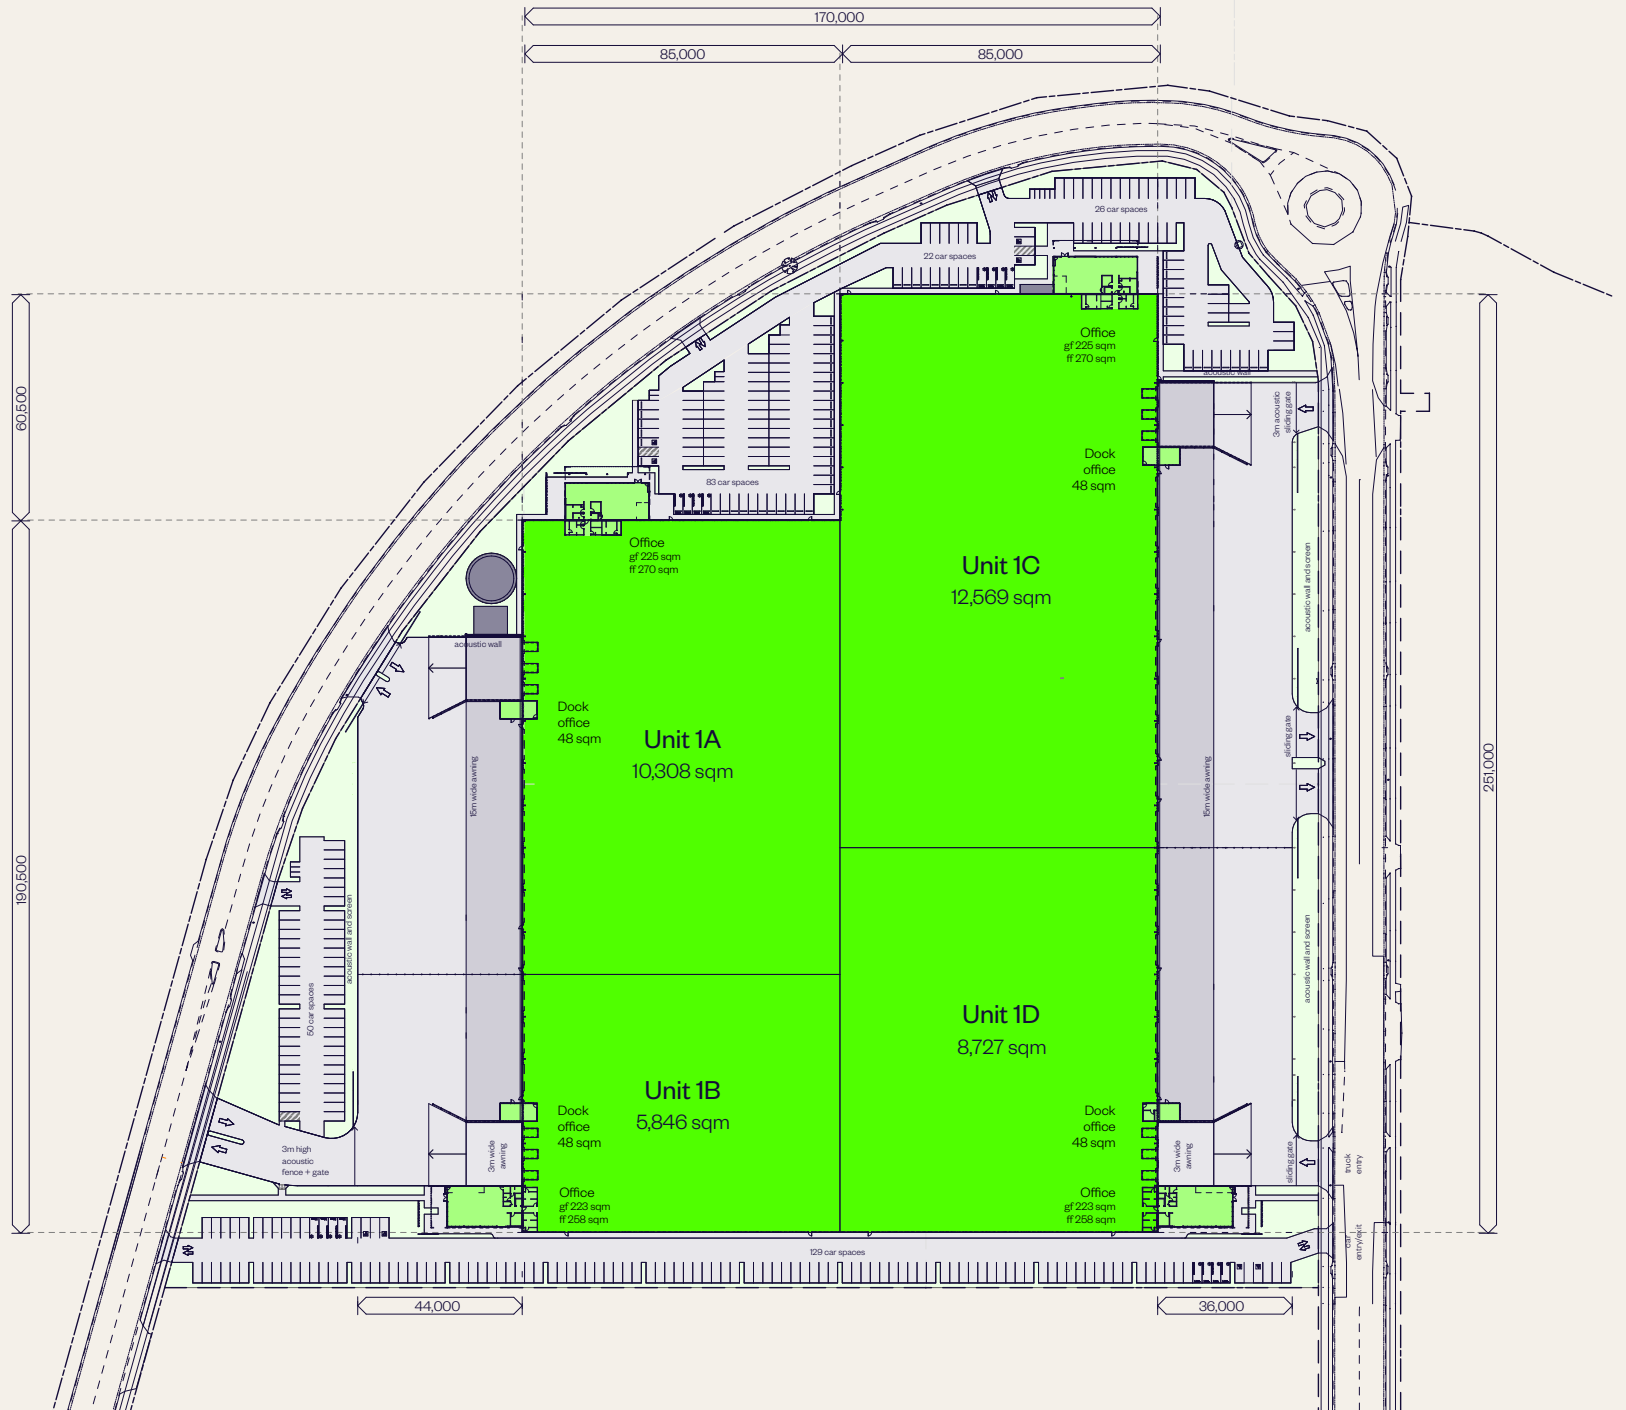 170,000
85,000
85,000
26 car spaces
22 car spaces
Office
gf 225 sqm
ff 270 sqm
acoustic wall
3m acoustic
sliding gate
60,500
83 car spaces
Dock
office
48 sqm
Office
gf 225 sqm
ff 270 sqm
Unit 1C
12,569 sqm
acoustic wall and screen
acoustic wall
Dock
office
48 sqm
Unit 1A
10,308 sqm
15m wide awning
15m wide awning
sliding gate
251,000
190,500
acoustic wall and screen
50 car spaces
acoustic wall and screen
Unit 1D
8,727 sqm
Unit 1B
5,846 sqm
Dock
office
48 sqm
Dock
office
48 sqm
3m high
acoustic
fence + gate
3m wide
awning
3m wide
awning
sliding gate
truck
entry
Office
gf 223 sqm
ff 258 sqm
Office
gf 223 sqm
ff 258 sqm
car
entry/exit
129 car spaces
44,000
36,000